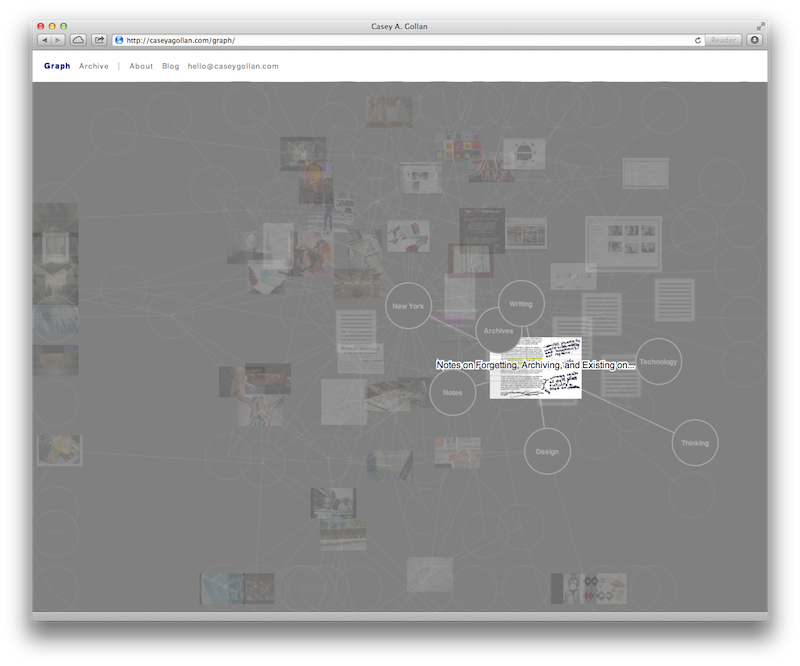 Casey A. Gollan
http://caseyagollan.com/graph/
Reader
Graph Archive | About Blog hello@caseygollan.com
New York
Writing
Archives
Notes on Forgetting, Archiving, and Existing on...
Technology
Notes
Thinking
Design